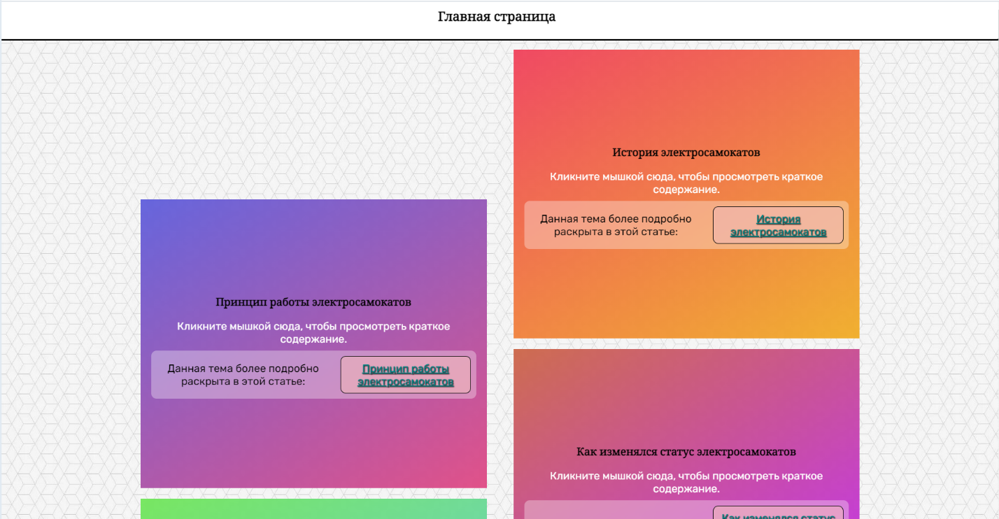 Главная страница
История электросамокатов
Кликните мышкой сюда, чтобы просмотреть краткое
содержание.
Данная тема более подробно
раскрыта в этой статье:
История
электросамокатов
Принцип работы электросамокатов
Кликните мышкой сюда, чтобы просмотреть краткое
содержание.
Данная тема более подробно
раскрыта в этой статье:
Принцип работы
электросамокатов
Как изменялся статус электросамокатов
Кликните мышкой сюда, чтобы просмотреть краткое
содержание.
Как изменялся статус